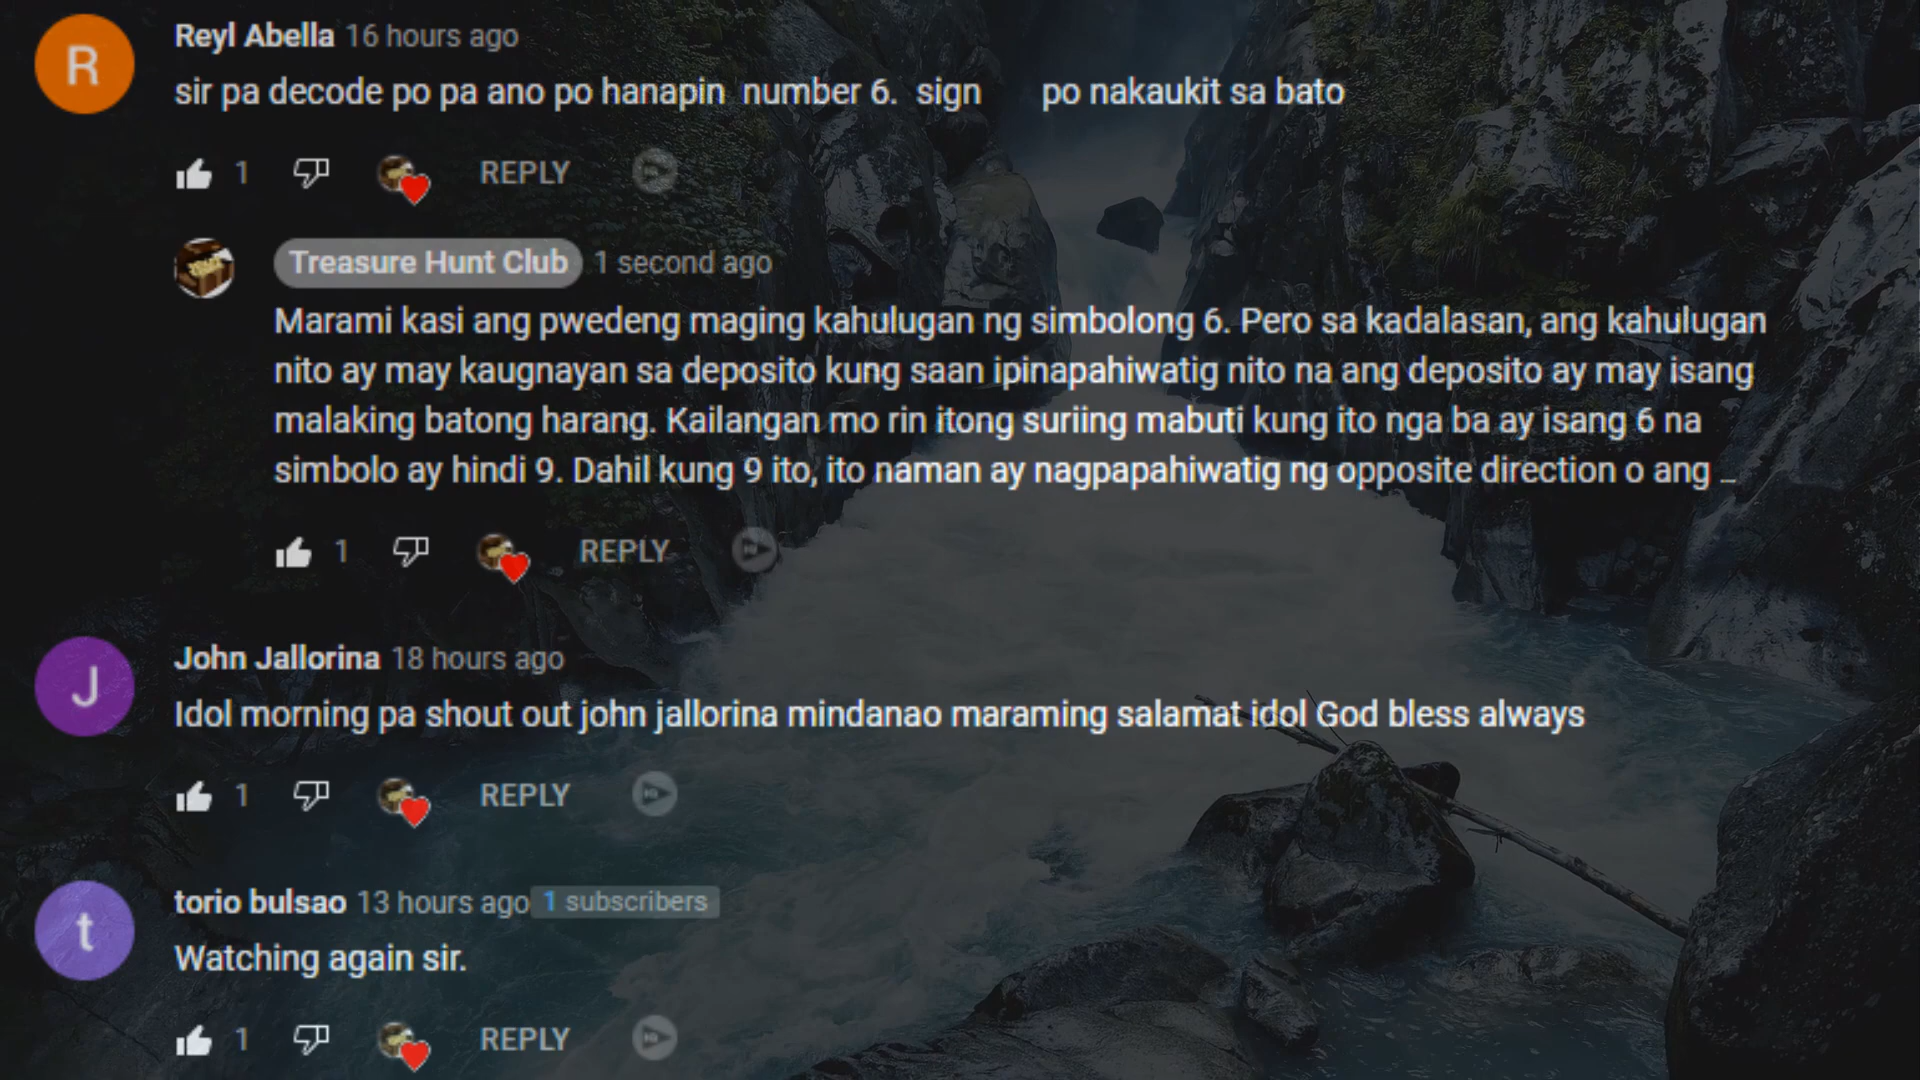 R
Reyl Abella 16 hours ago
sir pa decode po pa ano po hanapin number 6. sign po nakaukit sa bato
1 REPLY
Treasure Hunt Club 1 second ago
Marami kasi ang pwedeng maging kahulugan ng simbolong 6. Pero sa kadalasan, ang kahulugan
nito ay may kaugnayan sa deposito kung saan ipinapahiwatig nito na ang deposito ay may isang
malaking batong harang. Kailangan mo rin itong suriing mabuti kung ito nga ba ay isang 6 na
simbolo ay hindi 9. Dahil kung 9 ito, ito naman ay nagpapahiwatig ng opposite direction o ang _
1 REPLY
J
John Jallorina 18 hours ago
Idol morning pa shout out john jallorina mindanao maraming salamat idol God bless always
1 REPLY
t
torio bulsao 13 hours ago 1 subscribers
Watching again sir.
1 REPLY